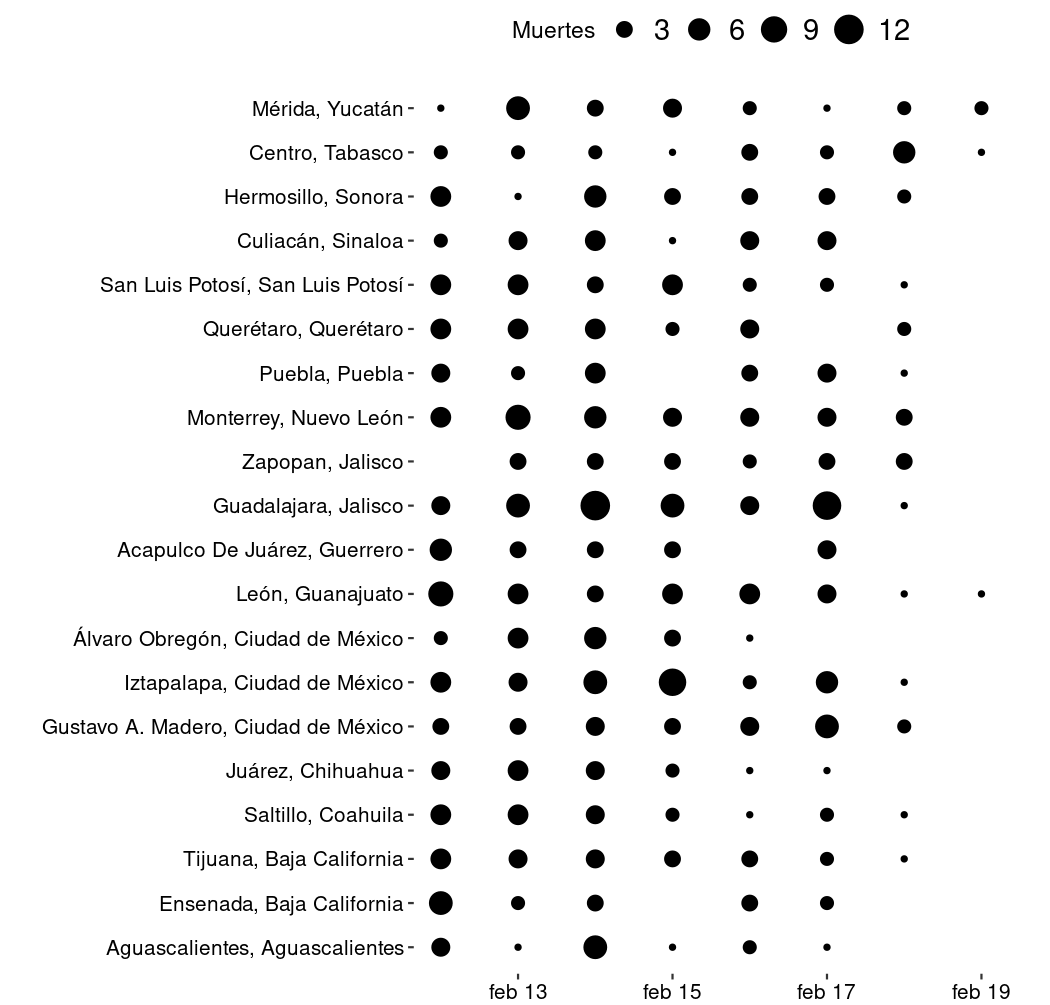 Muertes 3 6 9 12
Mérida, Yucatán
Centro, Tabasco
Hermosillo, Sonora
Culiacán, Sinaloa
San Luis Potosí, San Luis Potosí
Querétaro, Querétaro
Puebla, Puebla
Monterrey, Nuevo León
Zapopan, Jalisco
Guadalajara, Jalisco
Acapulco De Juárez, Guerrero
León, Guanajuato
Álvaro Obregón, Ciudad de México
Iztapalapa, Ciudad de México
Gustavo A. Madero, Ciudad de México
Juárez, Chihuahua
Saltillo, Coahuila
Tijuana, Baja California
Ensenada, Baja California
Aguascalientes, Aguascalientes
feb 13 feb 15 feb 17 feb 19